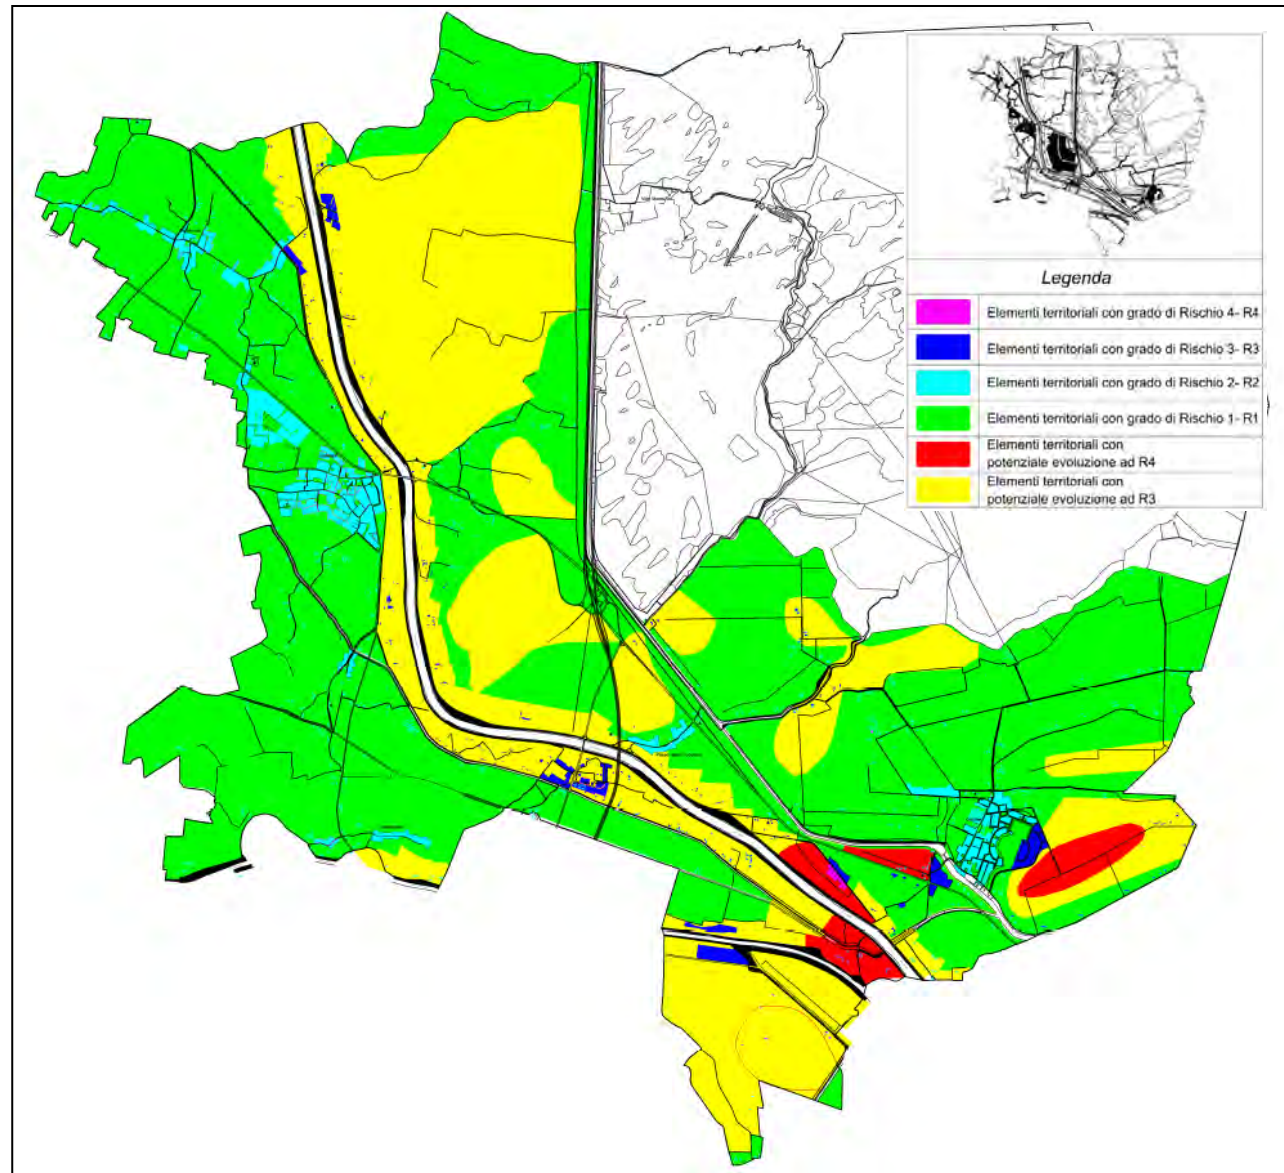 Legenda
Elementi territoriali con grado di Rischio 4- R4
Elementi territoriali con grado di Rischio 3- R3
Elementi territoriali con grado di Rischio 2- R2
Elementi territoriali con grado di Rischio 1- R1
Elementi territoriali con
potenziale evoluzione ad R4
Elementi territoriali con
potenziale evoluzione ad R3